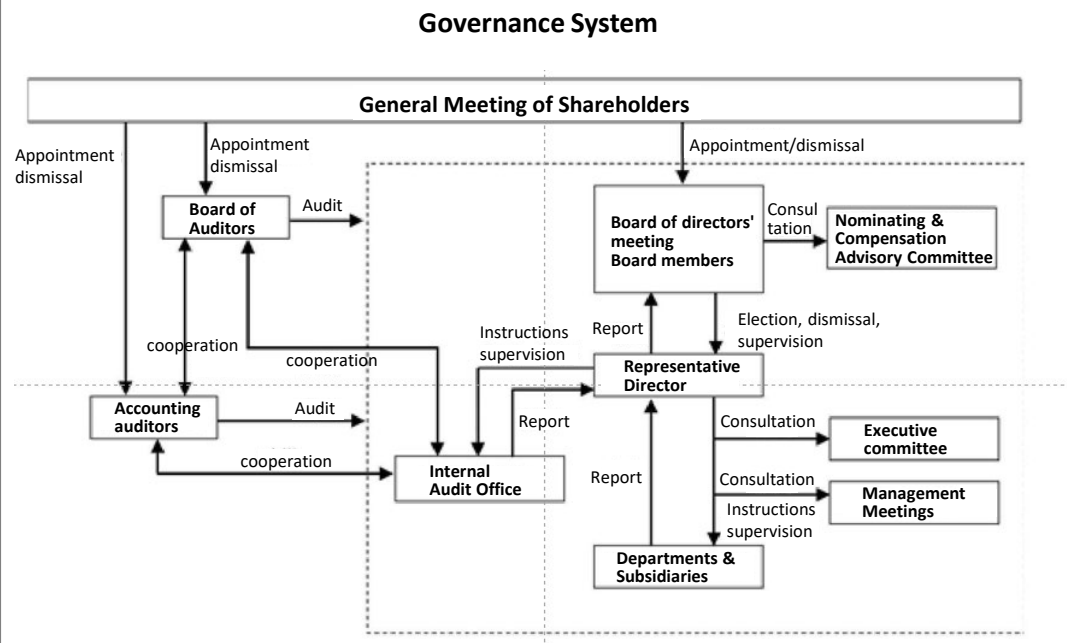 Governance System
General Meeting of Shareholders
Appointment
dismissal
Appointment
dismissal
Appointment/dismissal
Board of
Auditors
Audit
Board of directors'
meeting
Board members
Consul
tation
Nominating &
Compensation
Advisory Committee
cooperation
cooperation
Instructions
supervision
Report
Election, dismissal,
supervision
Representative
Director
Accounting
auditors
Audit
Report
Consultation
Executive
committee
cooperation
Internal
Audit Office
Report
Consultation
Management
Meetings
Instructions
supervision
Departments &
Subsidiaries